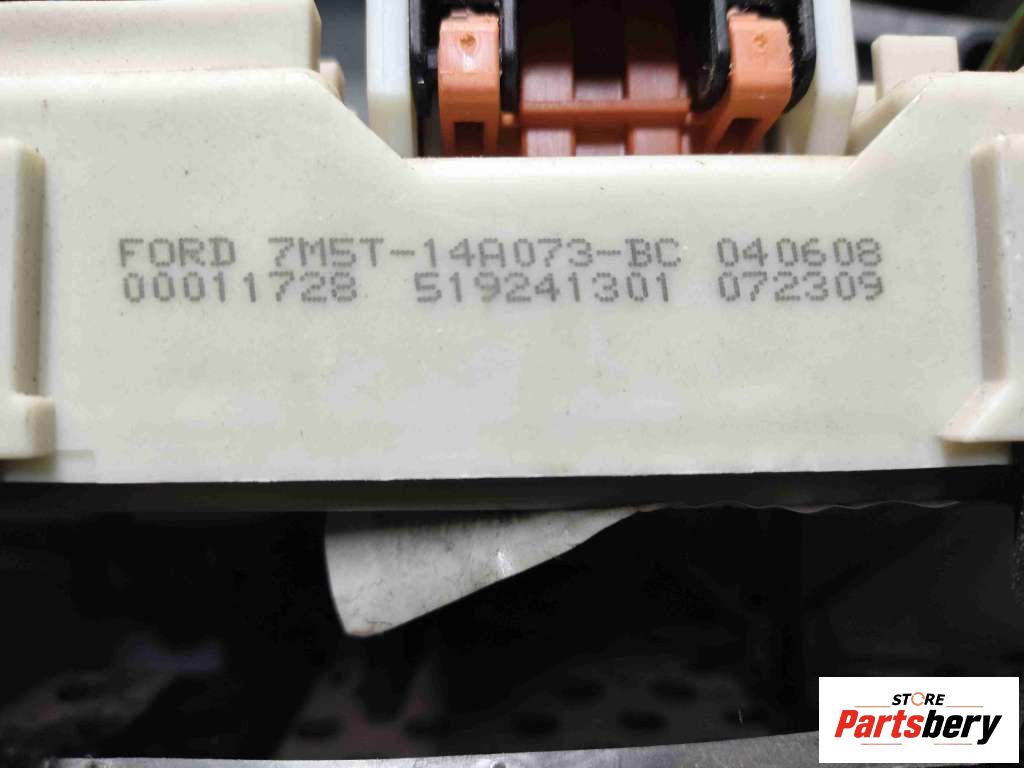 FORD 7M5T-14A073-BC 040608
00011728 519241301 072309
STORE
Partsbery